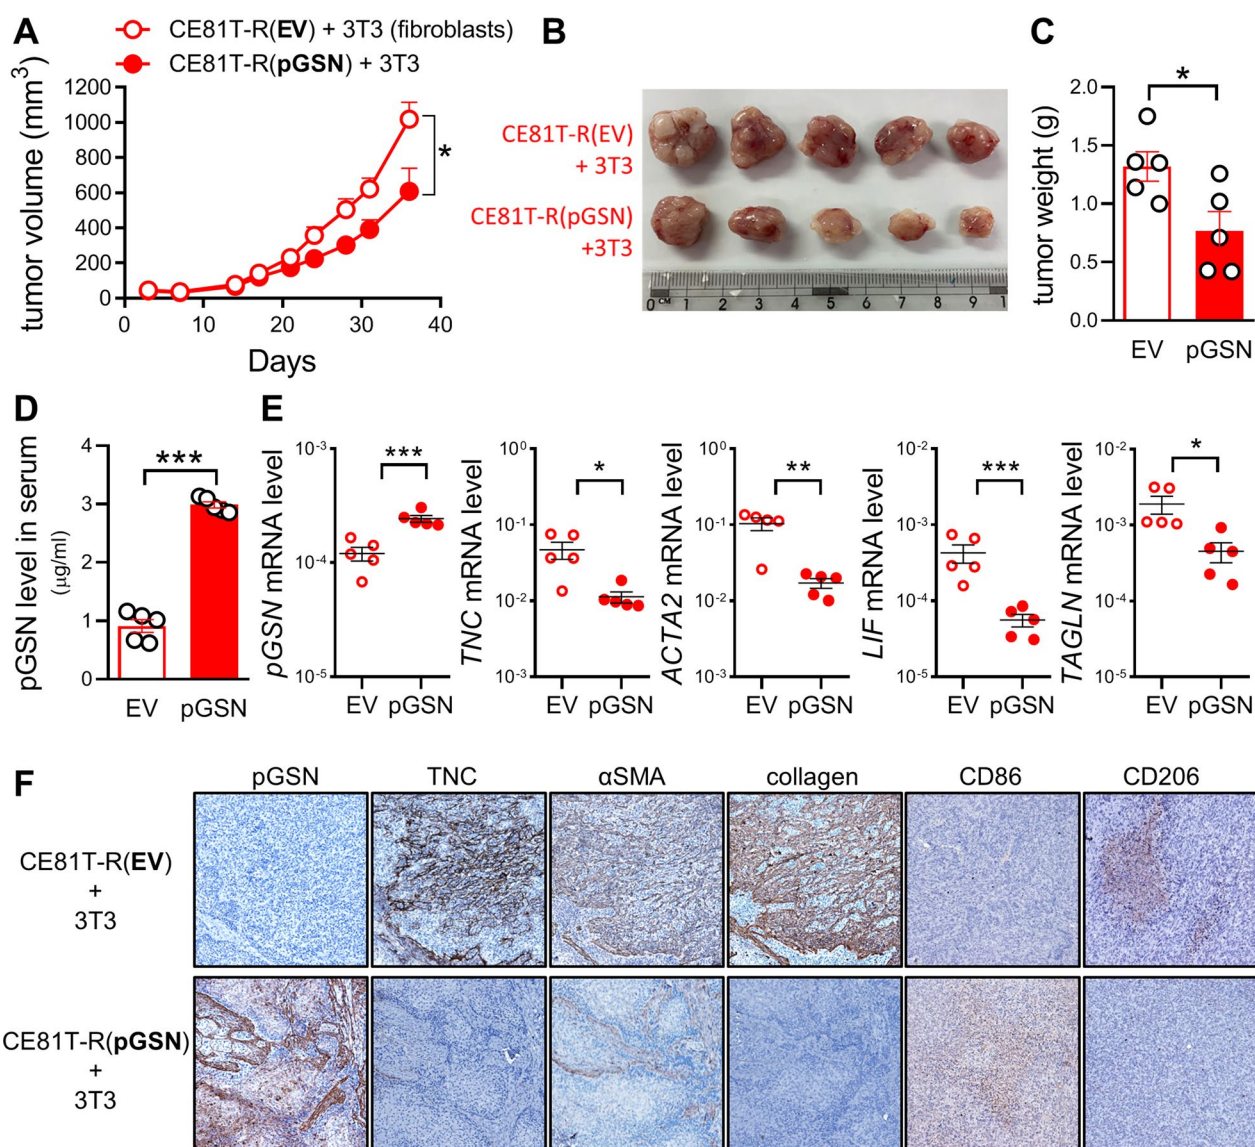 A
CE81T-R(EV) + 3T3 (fibroblasts)
CE81T-R(pGSN) + 3T3
tumor volume (mm³)
1200
1000
800
600
400
200
0
*
0 10 20 30 40
Days
B
CE81T-R(EV)
+ 3T3
CE81T-R(pGSN)
+3T3
0 CM 1 2 3 4 5 6 7 8 9 1
C
tumor weight (g)
2.0
1.5
1.0
0.5
0.0
*
EV pGSN
D
pGSN level in serum
(µg/ml)
4
3
2
1
0
***
EV pGSN
E
pGSN mRNA level
10⁻³
10⁻⁴
10⁻⁵
***
EV pGSN
TNC mRNA level
10⁰
10⁻¹
10⁻²
10⁻³
*
EV pGSN
ACTA2 mRNA level
10⁰
10⁻¹
10⁻²
10⁻³
**
EV pGSN
LIF mRNA level
10⁻²
10⁻³
10⁻⁴
10⁻⁵
***
EV pGSN
TAGLN mRNA level
10⁻²
10⁻³
10⁻⁴
10⁻⁵
*
EV pGSN
F
pGSN TNC αSMA collagen CD86 CD206
CE81T-R(EV)
+
3T3
CE81T-R(pGSN)
+
3T3